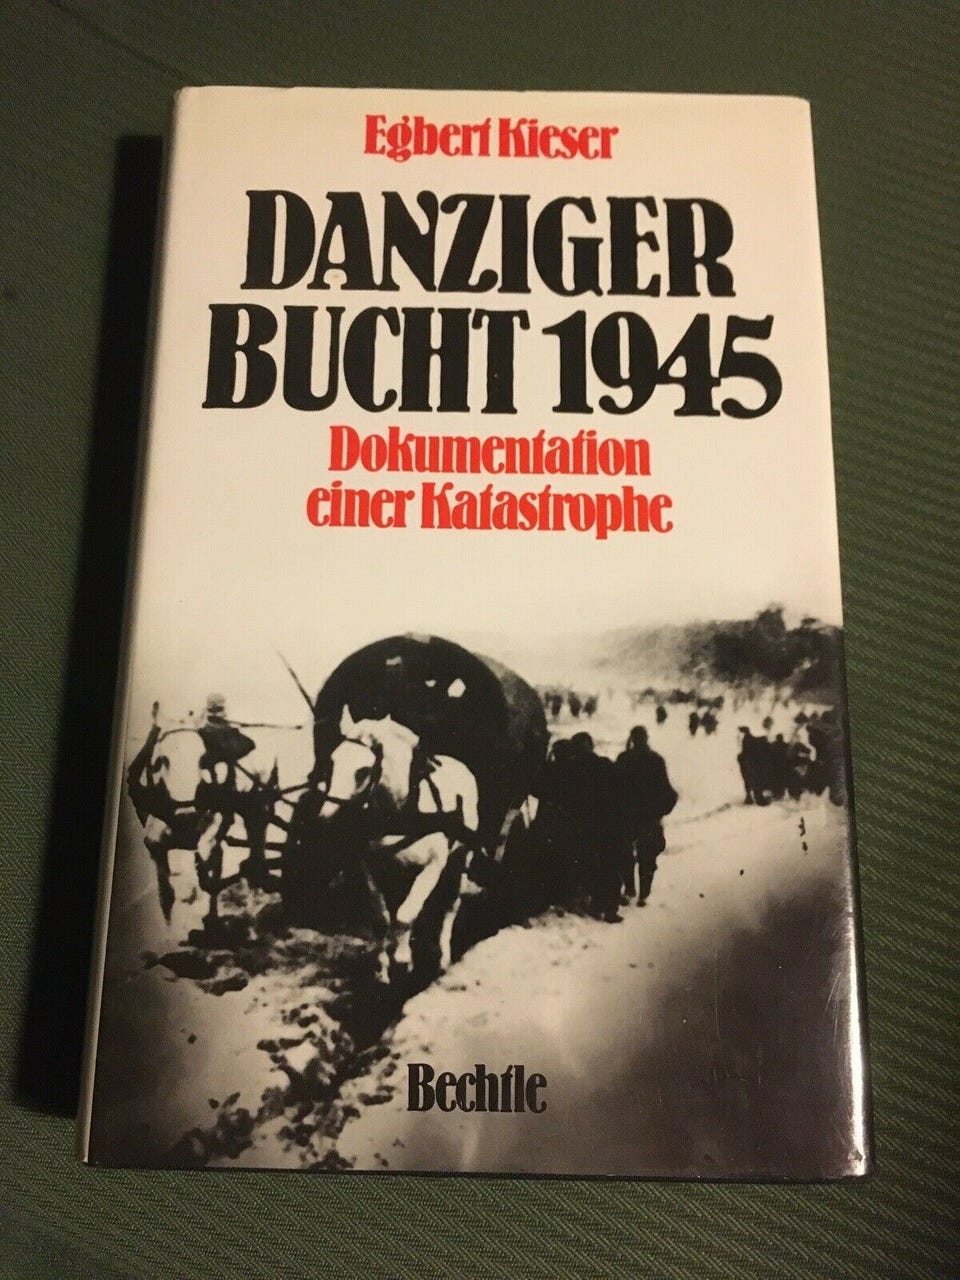 Egbert Kieser
DANZIGER
BUCHT 1945
Dokumentation
einer Katastrophe
Bechtle